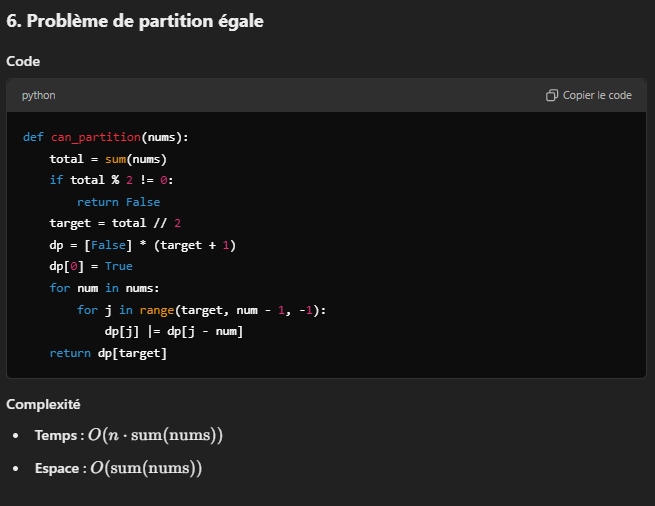 6. Problème de partition égale
Code
python
Copier le code
def can_partition(nums):
    total = sum(nums)
    if total % 2 != 0:
        return False
    target = total // 2
    dp = [False] * (target + 1)
    dp[0] = True
    for num in nums:
        for j in range(target, num - 1, -1):
            dp[j] |= dp[j - num]
    return dp[target]
Complexité
• Temps : O(n · sum(nums))
• Espace : O(sum(nums))